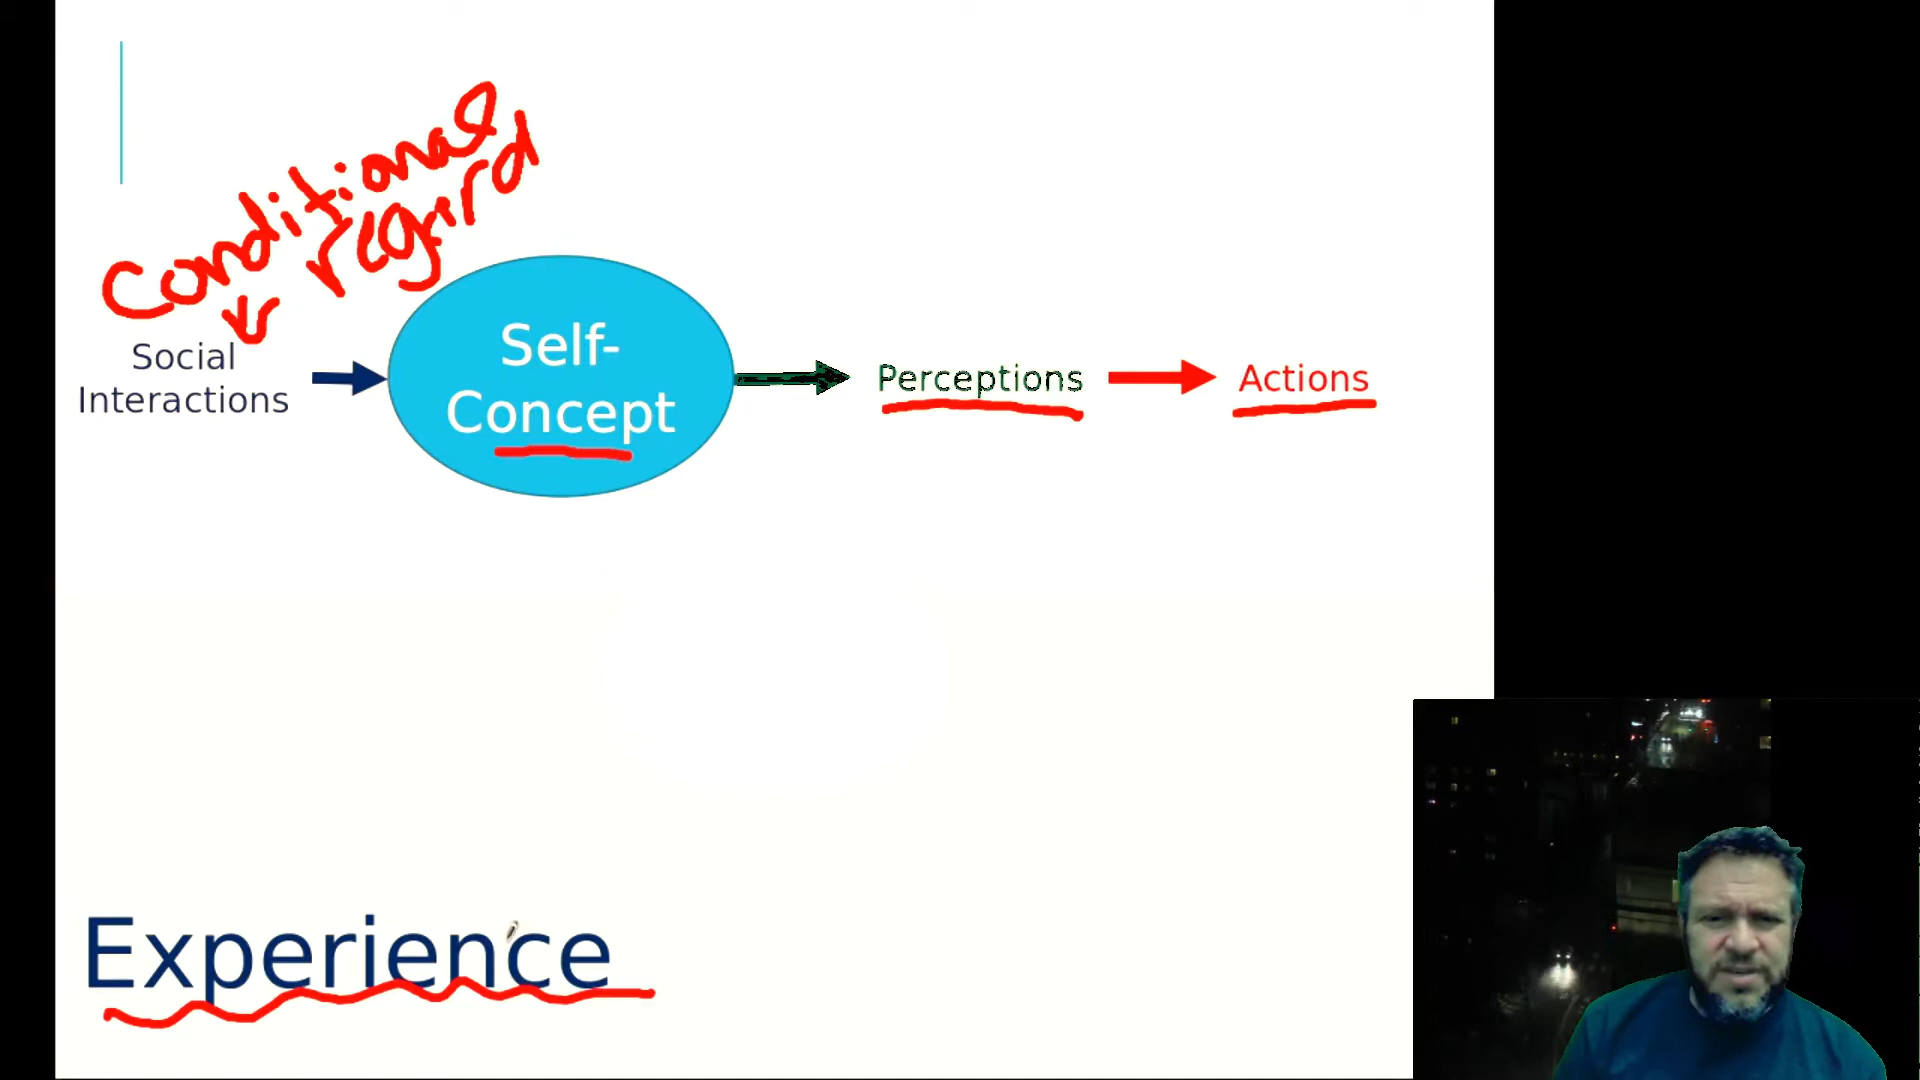 Conditional
regard
Social
Interactions
Self-
Concept
Perceptions
Actions
Experience